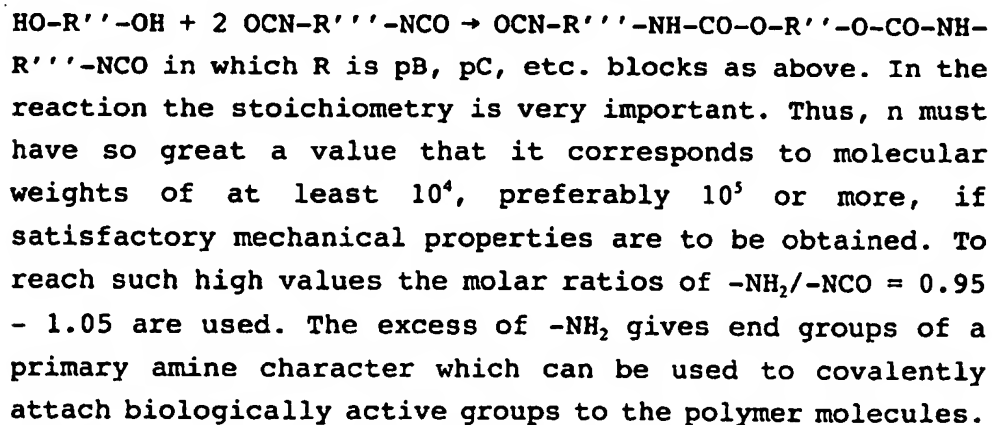 HO-R''-OH + 2 OCN-R'''-NCO → OCN-R'''-NH-CO-O-R''-O-CO-NH-
R'''-NCO in which R is pB, pC, etc. blocks as above. In the
reaction the stoichiometry is very important. Thus, n must
have so great a value that it corresponds to molecular
weights of at least 10⁴, preferably 10⁵ or more, if
satisfactory mechanical properties are to be obtained. To
reach such high values the molar ratios of -NH₂/-NCO = 0.95
- 1.05 are used. The excess of -NH₂ gives end groups of a
primary amine character which can be used to covalently
attach biologically active groups to the polymer molecules.